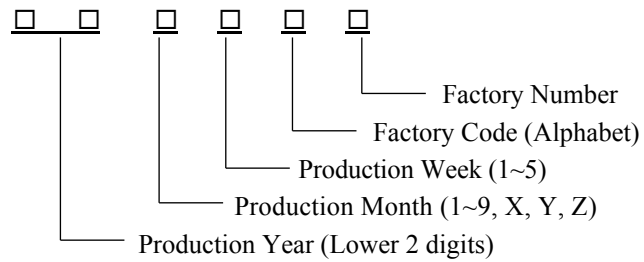 □ □ □ □ □ □
Factory Number
Factory Code (Alphabet)
Production Week (1~5)
Production Month (1~9, X, Y, Z)
Production Year (Lower 2 digits)